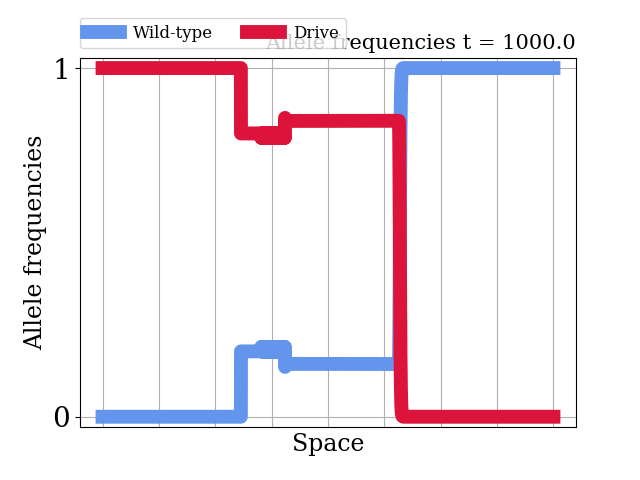 Wild-type Drive
Allele frequencies t = 1000.0
1
Allele frequencies
0
Space